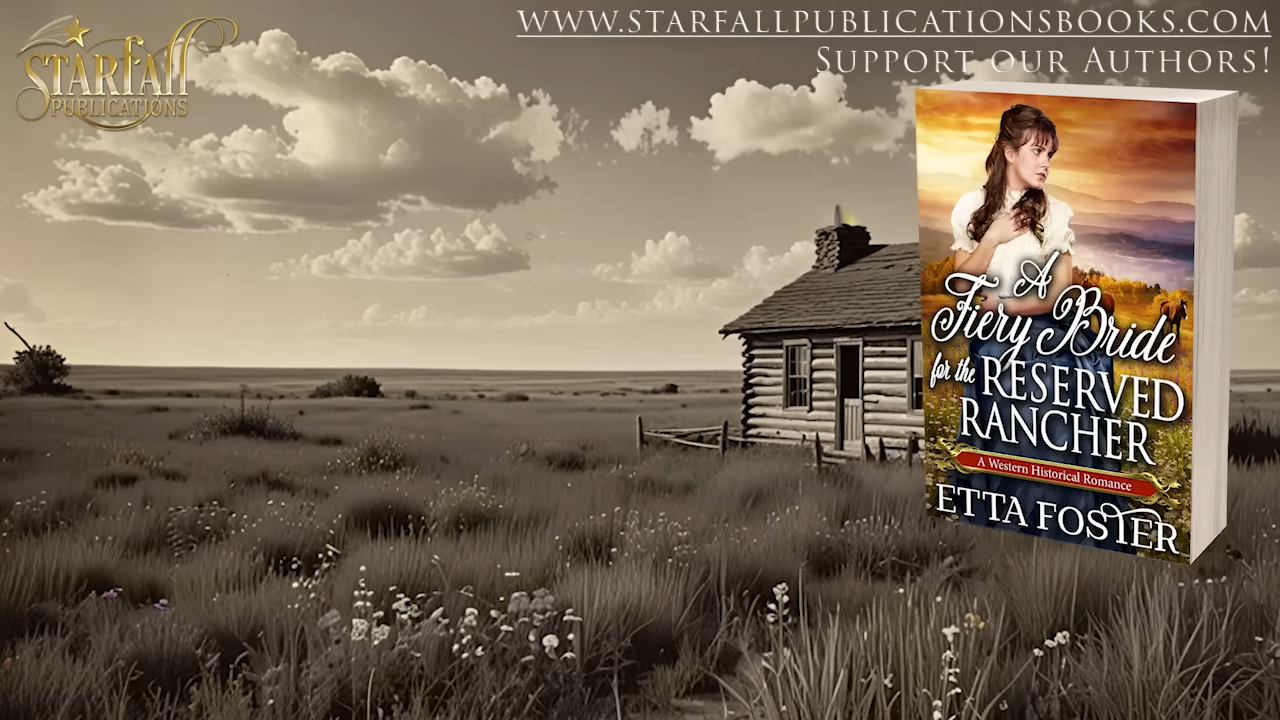 STARfall
PUBLICATIONS
WWW.STARFALLPUBLICATIONSBOOKS.COM
SUPPORT OUR AUTHORS!
A
Fiery Bride
for the RESERVED
RANCHER
A Western Historical Romance
ETTA FOSTER